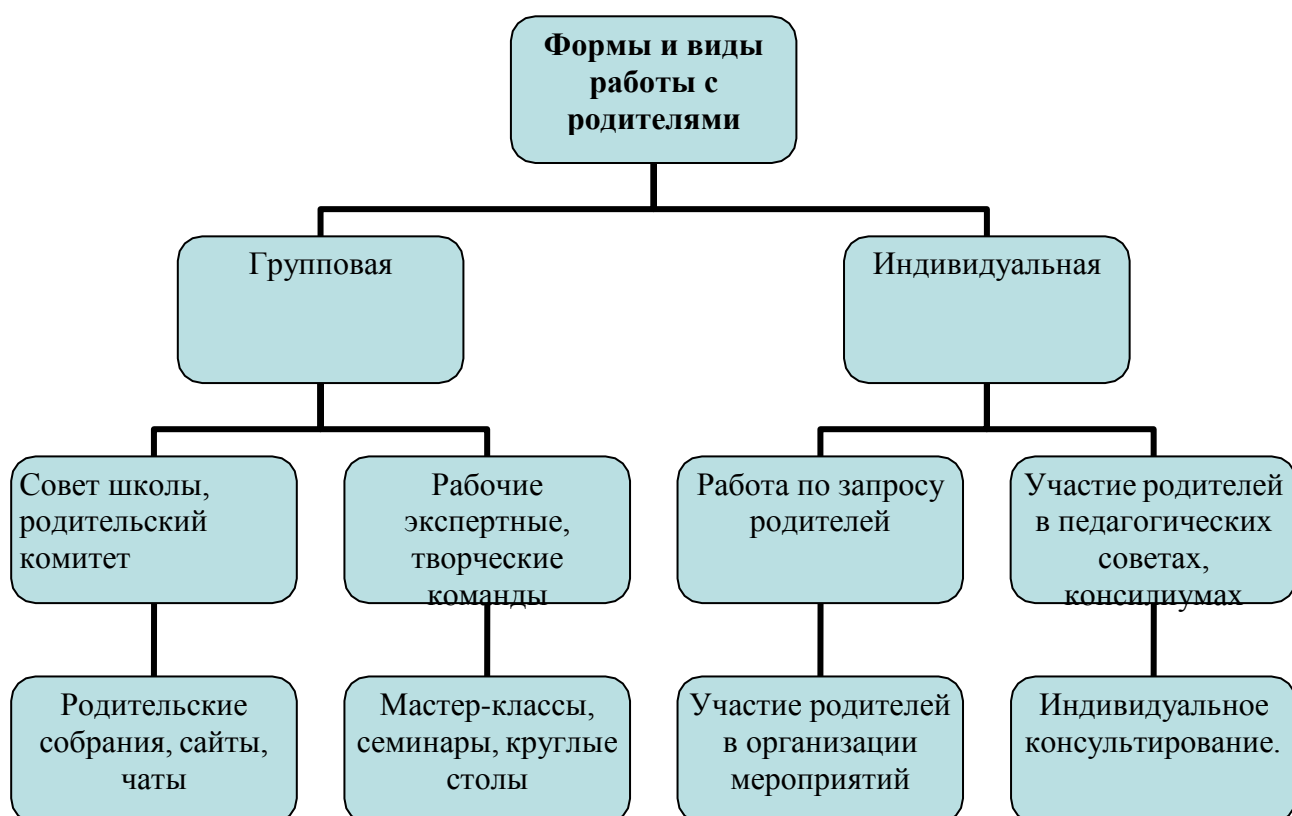 Формы и виды
работы с
родителями
Групповая
Индивидуальная
Совет школы,
родительский
комитет
Рабочие
экспертные,
творческие
команды
Работа по запросу
родителей
Участие родителей
в педагогических
советах,
консилиумах
Родительские
собрания, сайты,
чаты
Мастер-классы,
семинары, круглые
столы
Участие родителей
в организации
мероприятий
Индивидуальное
консультирование.